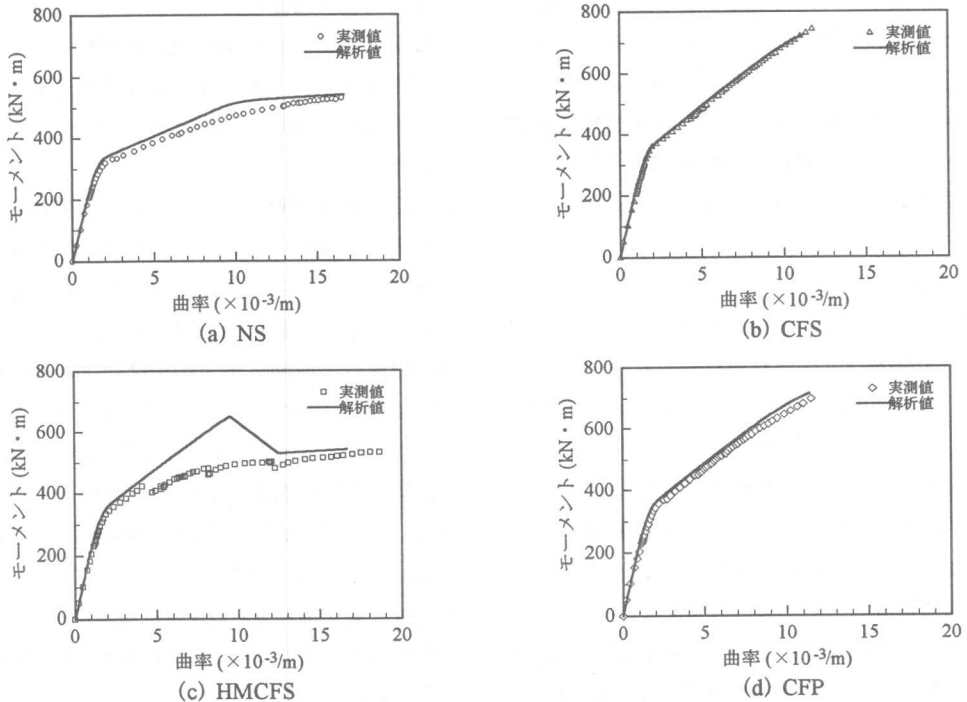 800
600
400
200
0
モーメント (kN・m)
○ 実測値
解析値
0 5 10 15 20
曲率 (×10⁻³/m)
(a) NS
800
600
400
200
0
モーメント (kN・m)
△ 実測値
解析値
0 5 10 15 20
曲率 (×10⁻³/m)
(b) CFS
800
600
400
200
0
モーメント (kN・m)
□ 実測値
解析値
0 5 10 15 20
曲率 (×10⁻³/m)
(c) HMCFS
800
600
400
200
0
モーメント (kN・m)
◇ 実測値
解析値
0 5 10 15 20
曲率 (×10⁻³/m)
(d) CFP